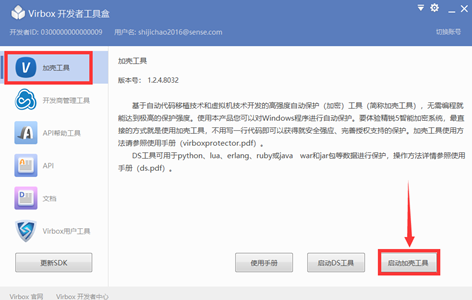 Virbox 开发者工具盒
开发者ID: 0300000000000009 用户名: shijichao2016@sense.com 切换账号
加壳工具
开发商管理工具
API帮助工具
API
文档
Virbox用户工具
更新SDK
加壳工具
版本号: 1.2.4.8032
基于自动代码移植技术和虚拟机技术开发的高强度自动保护（加密）工具（简称加壳工具），无需编程就
能达到极高的保护强度。使用本产品您可以对Windows程序进行自动保护。要体验精锐5智能加密系统，最直
接的方式就是使用加壳工具，不用写一行代码即可以获得就安全强应、完善授权支持的保护。加壳工具使用方
法请参照使用手册（virboxprotector.pdf）。
DS工具可用于python、lua、erlang、ruby或java war和jar包等数据进行保护，操作方法详情参照使用手
册（ds.pdf）。
使用手册
启动DS工具
启动加壳工具
Virbox 官网 Virbox 开发者中心